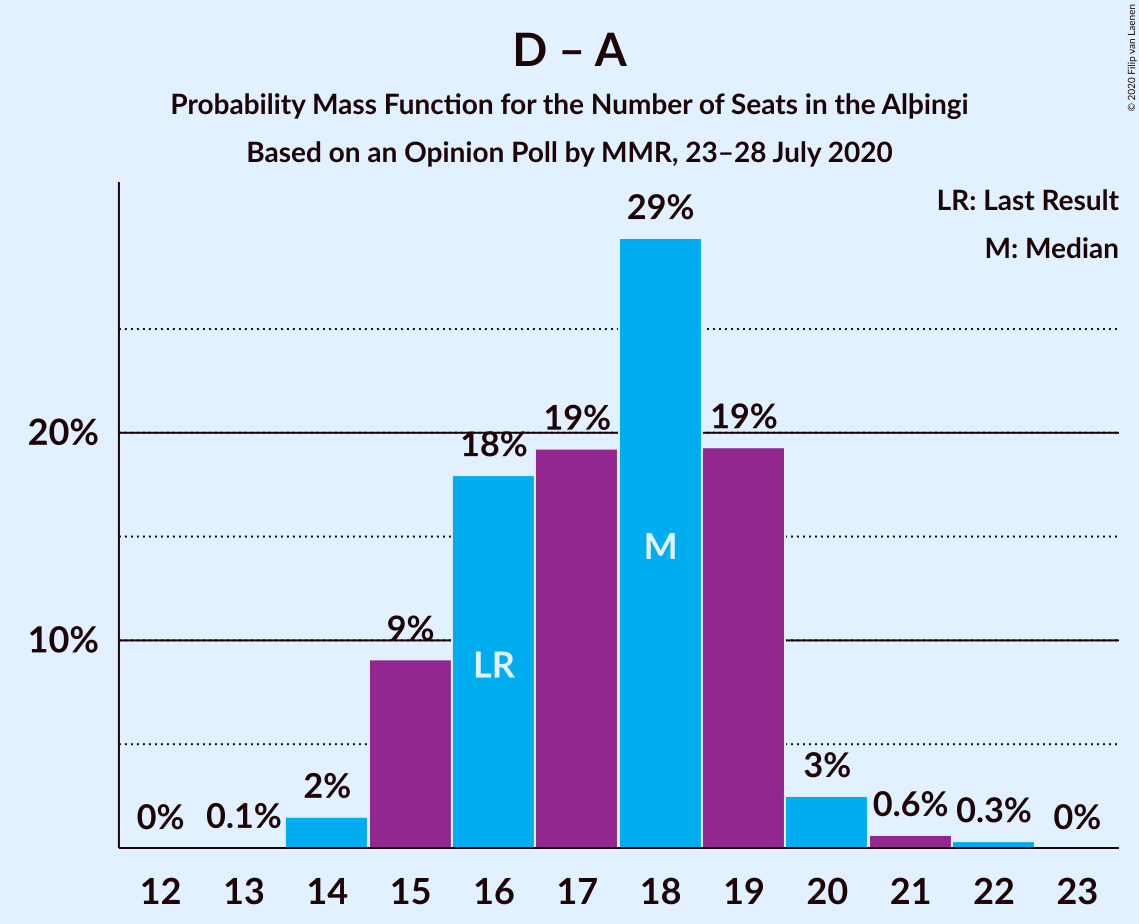 D – A
Probability Mass Function for the Number of Seats in the Alþingi
Based on an Opinion Poll by MMR, 23–28 July 2020
© 2020 Filip van Laenen
LR: Last Result
M: Median
20%
10%
0%
0.1%
2%
9%
18%
19%
29%
19%
3%
0.6%
0.3%
0%
LR
M
12 13 14 15 16 17 18 19 20 21 22 23